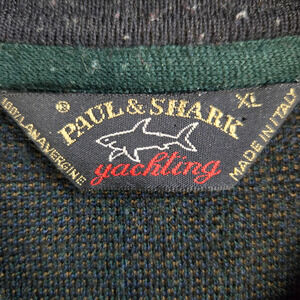 100% LANA VERGINE
® PAUL & SHARK
yachting
XL
MADE IN ITALY